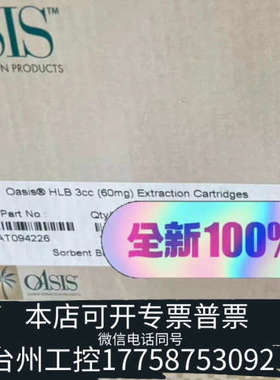 OASIS
ON PRODUCTS
Oasis® HLB 3cc (60mg) Extraction Cartridges
Part No:
Qty
AT094226
Sorbent
OASIS
全新100%
本店可开专票普票
微信电话同号
台州工控17758753092